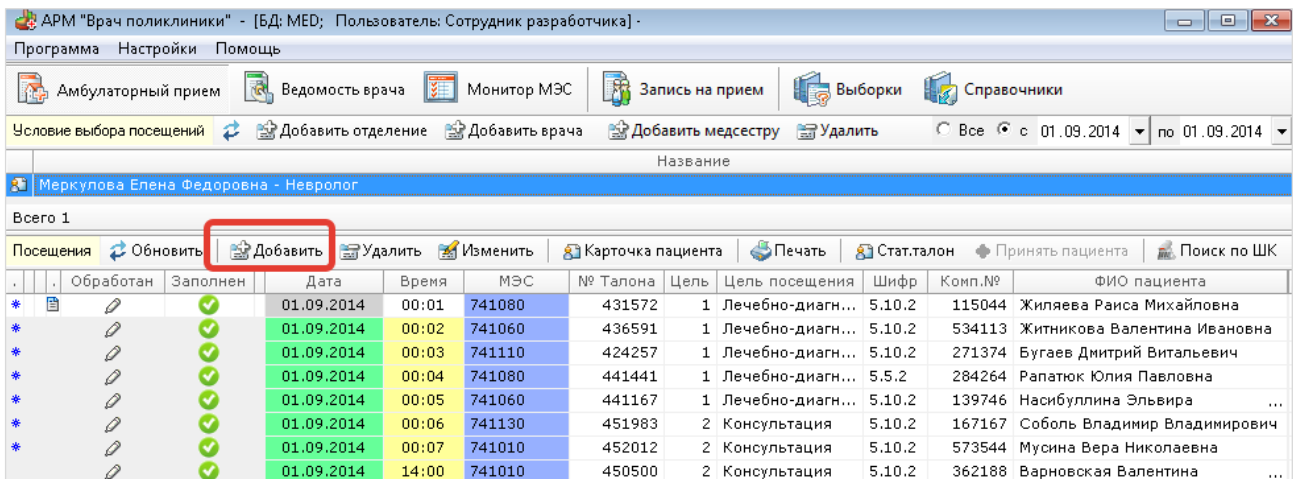 АРМ "Врач поликлиники" - [БД: MED; Пользователь: Сотрудник разработчика] -
Программа Настройки Помощь
Амбулаторный прием Ведомость врача Монитор МЭС Запись на прием Выборки Справочники
Условие выбора посещений Добавить отделение Добавить врача Добавить медсестру Удалить Все с 01.09.2014 по 01.09.2014
Название
Меркулова Елена Федоровна - Невролог
Всего 1
Посещения Обновить Добавить Удалить Изменить Карточка пациента Печать Стат.талон Принять пациента Поиск по ШК
. . Обработан Заполнен Дата Время МЭС № Талона Цель Цель посещения Шифр Комп.№ ФИО пациента
01.09.2014 00:01 741080 431572 1 Лечебно-диагн... 5.10.2 115044 Жиляева Раиса Михайловна
01.09.2014 00:02 741060 436591 1 Лечебно-диагн... 5.10.2 534113 Житникова Валентина Ивановна
01.09.2014 00:03 741110 424257 1 Лечебно-диагн... 5.10.2 271374 Бугаев Дмитрий Витальевич
01.09.2014 00:04 741080 441441 1 Лечебно-диагн... 5.5.2 284264 Рапатюк Юлия Павловна
01.09.2014 00:05 741060 441167 1 Лечебно-диагн... 5.10.2 139746 Насибуллина Эльвира ...
01.09.2014 00:06 741130 451983 2 Консультация 5.10.2 167167 Соболь Владимир Владимирович
01.09.2014 00:07 741010 452012 2 Консультация 5.10.2 573544 Мусина Вера Николаевна
01.09.2014 14:00 741010 450500 2 Консультация 5.10.2 362188 Варновская Валентина ...